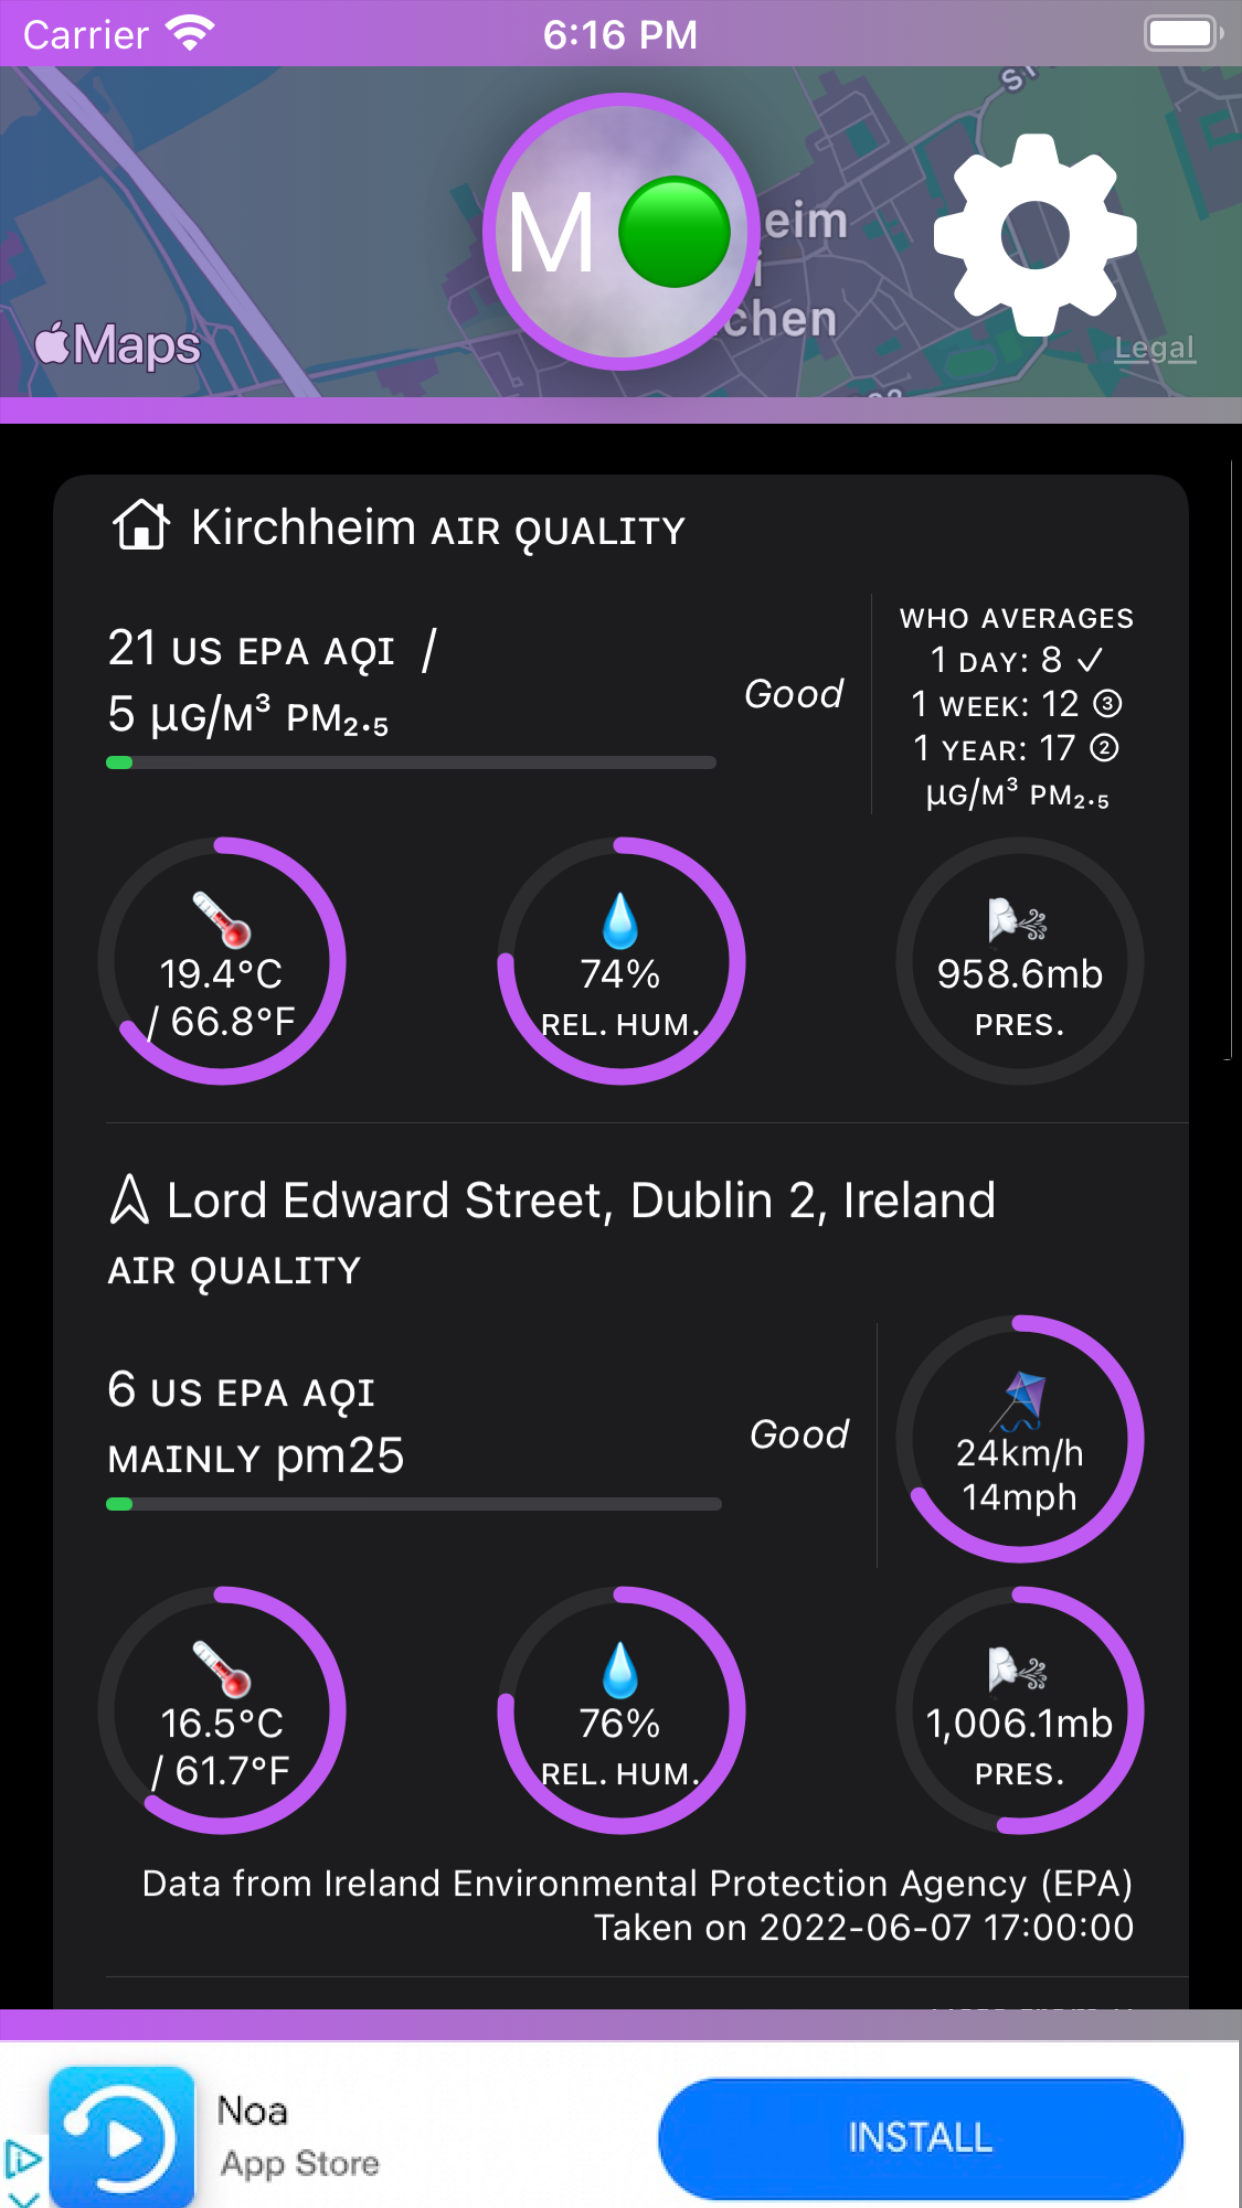 Carrier
6:16 PM
M
eim
i
chen
Maps
Legal
Kirchheim AIR QUALITY
21 US EPA AQI /
5 µG/M³ PM₂.₅
Good
WHO AVERAGES
1 DAY: 8 ✓
1 WEEK: 12 ③
1 YEAR: 17 ②
µG/M³ PM₂.₅
19.4°C
/ 66.8°F
74%
REL. HUM.
958.6mb
PRES.
Lord Edward Street, Dublin 2, Ireland
AIR QUALITY
6 US EPA AQI
MAINLY pm25
Good
24km/h
14mph
16.5°C
/ 61.7°F
76%
REL. HUM.
1,006.1mb
PRES.
Data from Ireland Environmental Protection Agency (EPA)
Taken on 2022-06-07 17:00:00
Noa
App Store
INSTALL